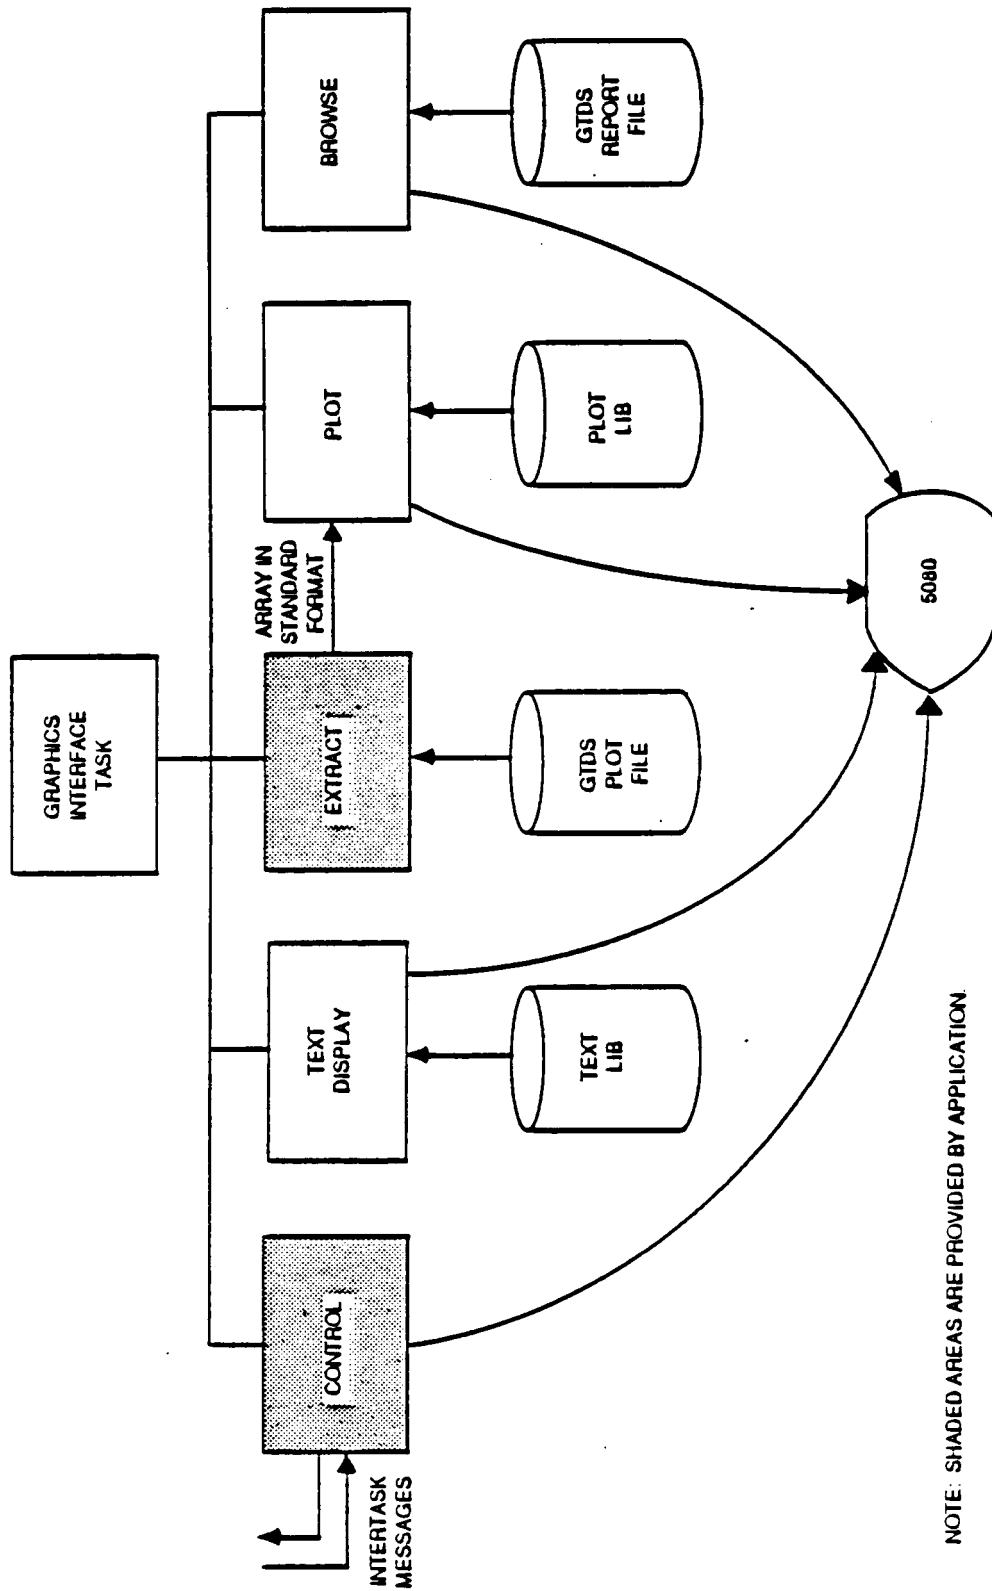 GRAPHICS
INTERFACE
TASK
CONTROL
TEXT
DISPLAY
EXTRACT
ARRAY IN
STANDARD
FORMAT
PLOT
BROWSE
INTERTASK
MESSAGES
TEXT
LIB
GTDS
PLOT
FILE
PLOT
LIB
GTDS
REPORT
FILE
5080
NOTE: SHADED AREAS ARE PROVIDED BY APPLICATION.